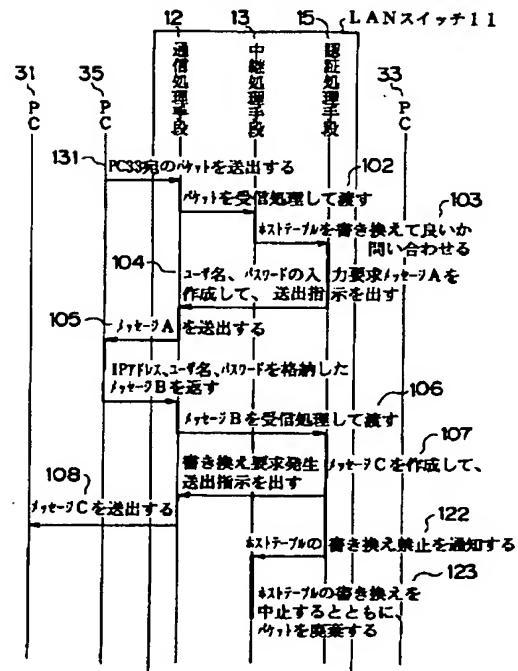 LANスイッチ11
12
13
15
通信処理手段
中継処理手段
認証処理手段
31
35
33
PC
PC
PC
131
PC33宛のパケットを送出する
102
パケットを受信処理して渡す
103
ホストテーブルを書き換えて良いか
問い合わせる
104
ユーザ名、パスワードの入力要求メッセージAを
作成して、送出指示を出す
105
メッセージAを送出する
IPアドレス、ユーザ名、パスワードを格納した
メッセージBを返す
106
メッセージBを受信処理して渡す
107
書き換え要求発生メッセージCを作成して、
送出指示を出す
108
メッセージCを送出する
122
ホストテーブルの書き換え禁止を通知する
123
ホストテーブルの書き換えを
中止するとともに、
パケットを廃棄する